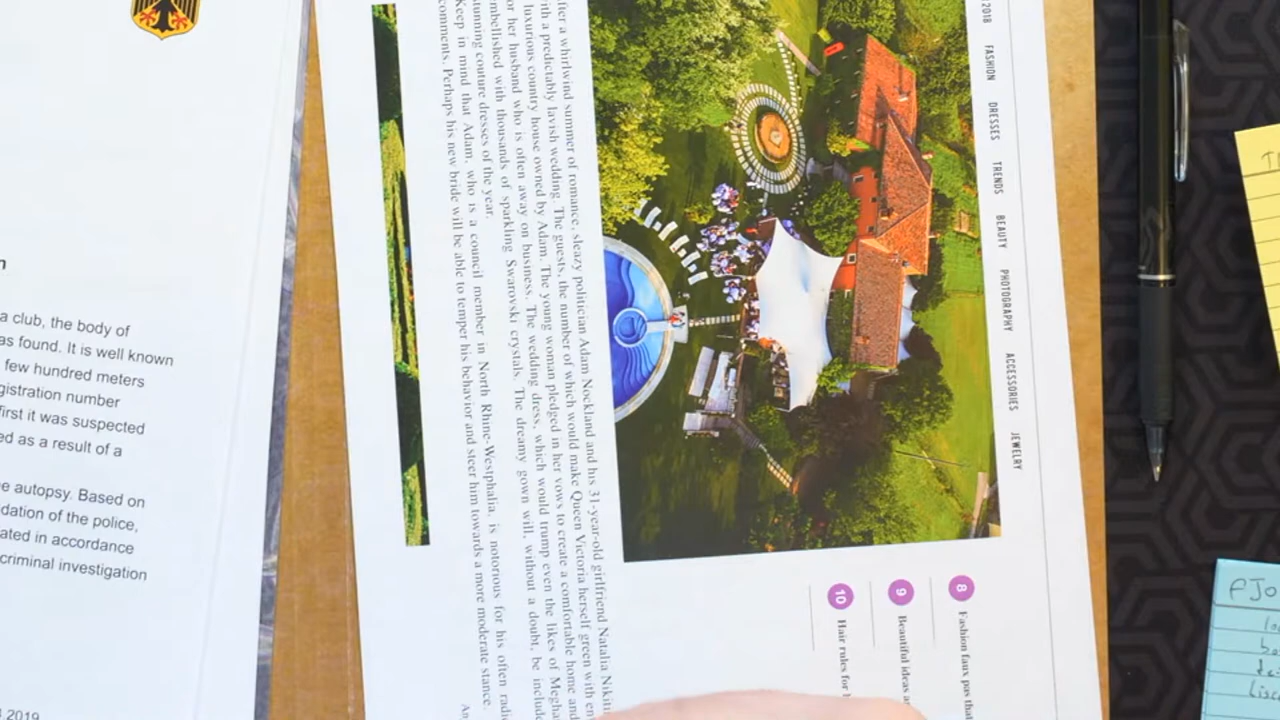 n
a club, the body of
as found. It is well known
few hundred meters
gistration number
first it was suspected
ed as a result of a
e autopsy. Based on
dation of the police,
ated in accordance
criminal investigation
2019
2018 FASHION DRESSES TRENDS BEAUTY PHOTOGRAPHY ACCESSORIES JEWELRY
8 Fashion faux pas that
9 Beautiful ideas
10 Hair rules for
fter a whirlwind summer of romance, sleazy politician Adam Nockland and his 31-year-old girlfriend Natalia Nikit
ith a predictably lavish wedding. The guests, the number of which would make Queen Victoria herself green with en
luxurious country house owned by Adam. The young woman pledged in her vows to create a comfortable home and
or her husband who is often away on business. The wedding dress, which would trump even the likes of Megha
embellished with thousands of sparkling Swarovski crystals. The dreamy gown will, without a doubt, be include
tunning couture dresses of the year.
Keep in mind that Adam, who is a council member in North Rhine-Westphalia, is notorious for his often radi
comments. Perhaps his new bride will be able to temper his behavior and steer him towards a more moderate stance.